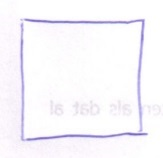 en als dat al